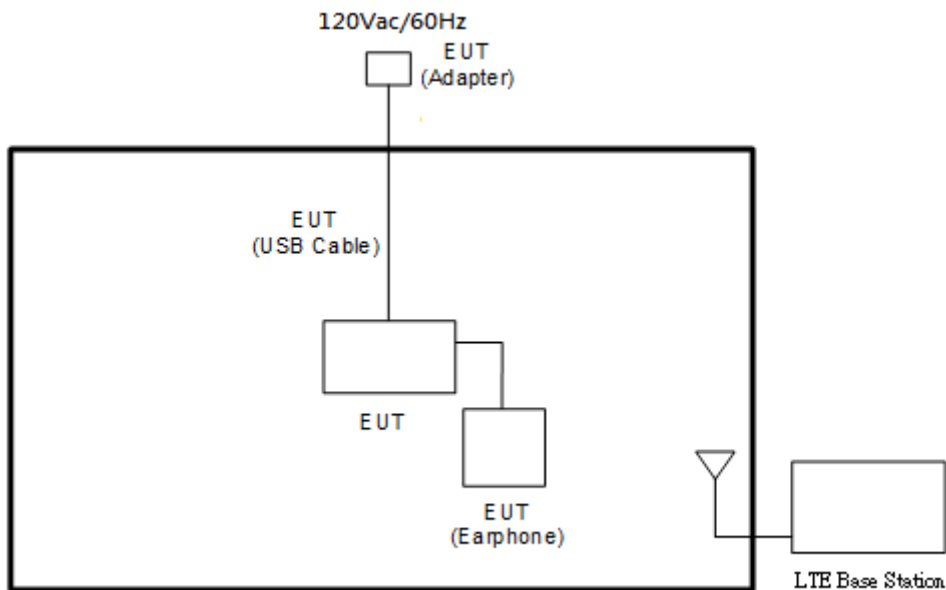 120Vac/60Hz
EUT
(Adapter)
EUT
(USB Cable)
EUT
EUT
(Earphone)
LTE Base Station